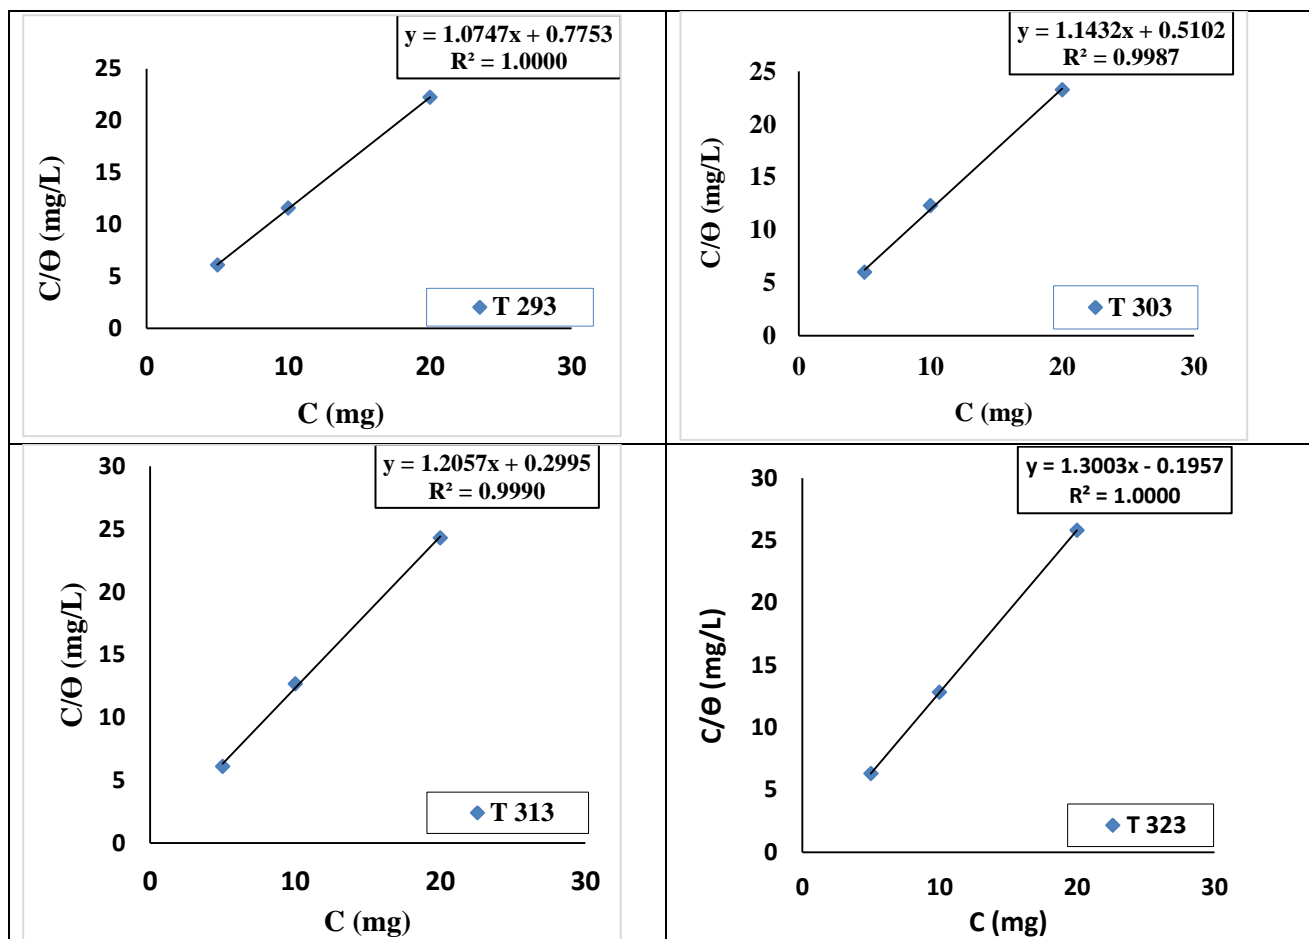 y = 1.0747x + 0.7753
R² = 1.0000
25
20
15
10
5
0
0 10 20 30
C/Θ (mg/L)
C (mg)
T 293
y = 1.1432x + 0.5102
R² = 0.9987
25
20
15
10
5
0
0 10 20 30
C/Θ (mg/L)
C (mg)
T 303
y = 1.2057x + 0.2995
R² = 0.9990
30
25
20
15
10
5
0
0 10 20 30
C/Θ (mg/L)
C (mg)
T 313
y = 1.3003x - 0.1957
R² = 1.0000
30
25
20
15
10
5
0
0 10 20 30
C/Θ (mg/L)
C (mg)
T 323